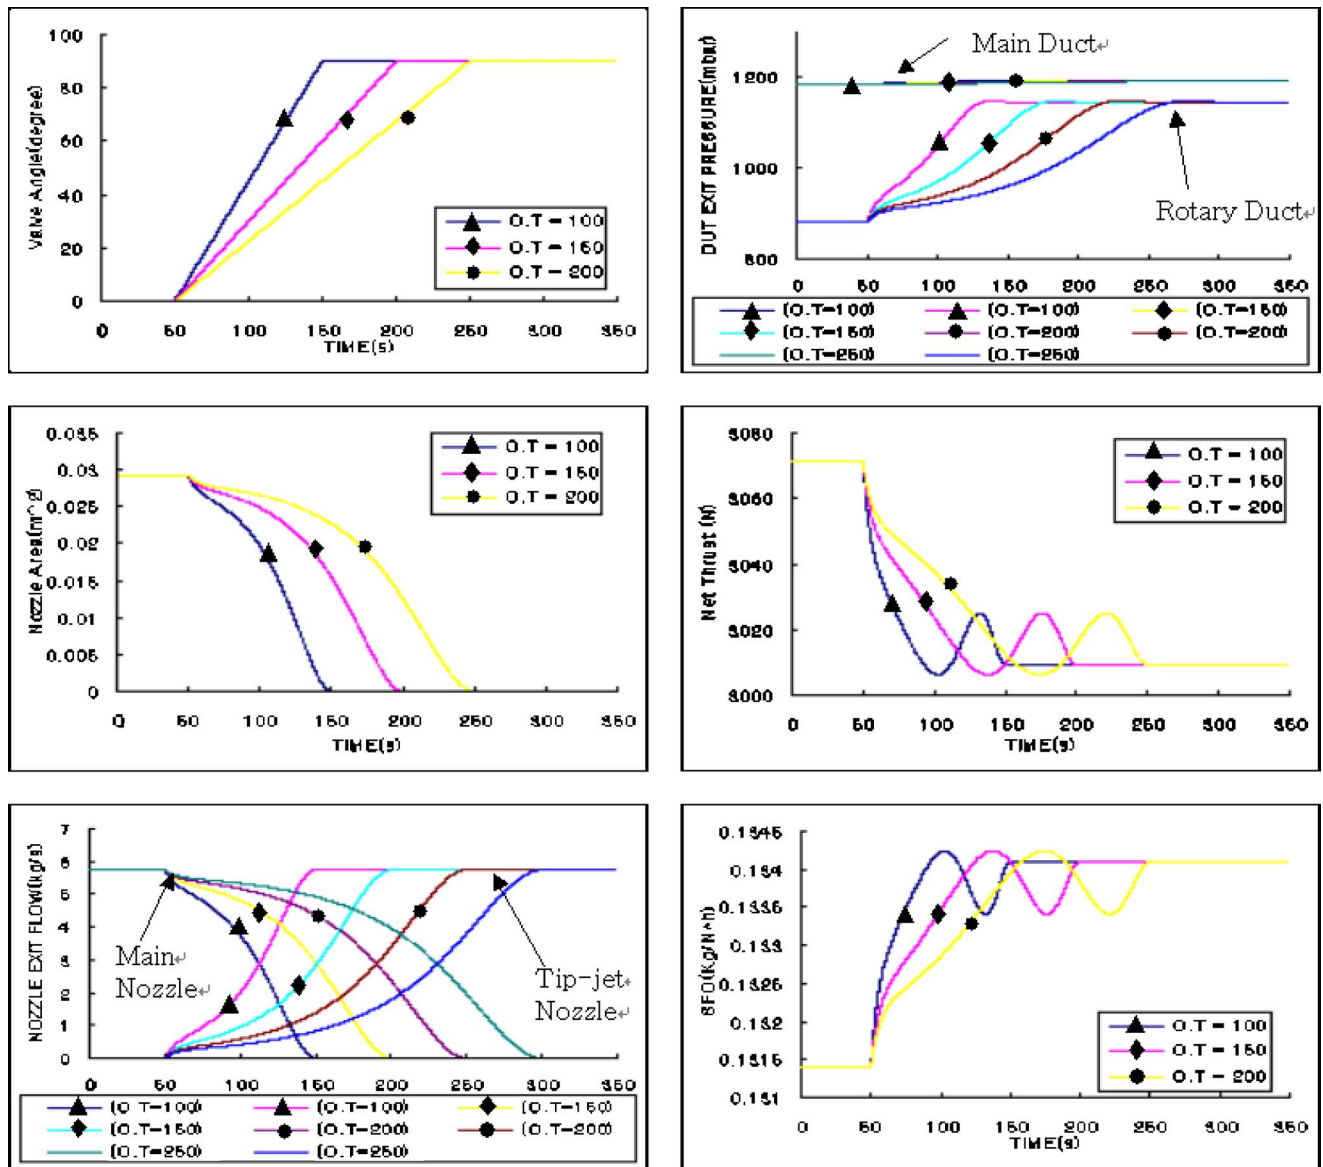 100
80
60
40
20
0
Valve Angle(degree)
0 50 100 150 200 250 300 350
TIME(s)
O.T = 100
O.T = 150
O.T = 200
1200
1000
800
DUT EXIT PRESSURE(mbar)
Main Duct
Rotary Duct
0 50 100 150 200 250 300 350
(O.T=100) (O.T=100) (O.T=150)
(O.T=150) (O.T=200) (O.T=200)
(O.T=250) (O.T=250)
0.035
0.03
0.025
0.02
0.015
0.01
0.005
0
Nozzle Area(m^2)
0 50 100 150 200 250 300 350
TIME(s)
O.T = 100
O.T = 150
O.T = 200
3080
3060
3040
3020
3000
Net Thrust (N)
0 50 100 150 200 250 300 350
TIME(s)
O.T = 100
O.T = 150
O.T = 200
7
6
5
4
3
2
1
0
NOZZLE EXIT FLOW(kg/s)
Main
Nozzle
Tip-jet
Nozzle
0 50 100 150 200 250 300 350
(O.T=100) (O.T=100) (O.T=150)
(O.T=150) (O.T=200) (O.T=200)
(O.T=250) (O.T=250)
0.1345
0.134
0.1335
0.133
0.1325
0.132
0.1315
0.131
SFC(Kg/N*h)
0 50 100 150 200 250 300 350
TIME(s)
O.T = 100
O.T = 150
O.T = 200